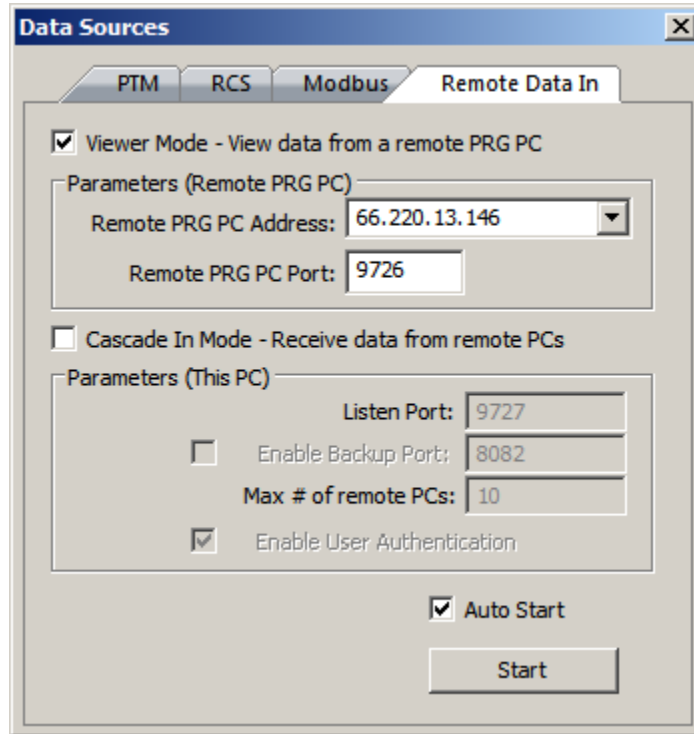 Data Sources
PTM RCS Modbus Remote Data In
Viewer Mode - View data from a remote PRG PC
Parameters (Remote PRG PC)
Remote PRG PC Address: 66.220.13.146
Remote PRG PC Port: 9726
Cascade In Mode - Receive data from remote PCs
Parameters (This PC)
Listen Port: 9727
Enable Backup Port: 8082
Max # of remote PCs: 10
Enable User Authentication
Auto Start
Start